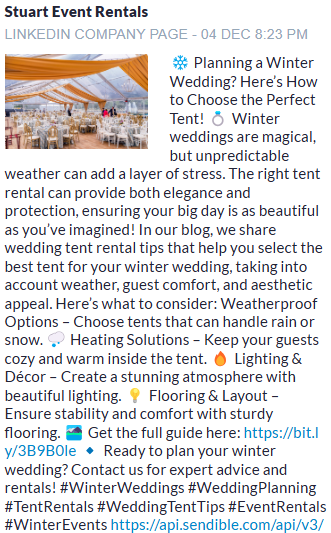 Stuart Event Rentals
LINKEDIN COMPANY PAGE - 04 DEC 8:23 PM
❄️ Planning a Winter
Wedding? Here's How
to Choose the Perfect
Tent! 💍 Winter
weddings are magical,
but unpredictable
weather can add a layer of stress. The right tent
rental can provide both elegance and
protection, ensuring your big day is as beautiful
as you've imagined! In our blog, we share
wedding tent rental tips that help you select the
best tent for your winter wedding, taking into
account weather, guest comfort, and aesthetic
appeal. Here's what to consider: Weatherproof
Options – Choose tents that can handle rain or
snow. 🌨️ Heating Solutions – Keep your guests
cozy and warm inside the tent. 🔥 Lighting &
Décor – Create a stunning atmosphere with
beautiful lighting. 💡 Flooring & Layout –
Ensure stability and comfort with sturdy
flooring. 🏞️ Get the full guide here: https://bit.l
y/3B9B0le 🔹 Ready to plan your winter
wedding? Contact us for expert advice and
rentals! #WinterWeddings #WeddingPlanning
#TentRentals #WeddingTentTips #EventRentals
#WinterEvents https://api.sendible.com/api/v3/